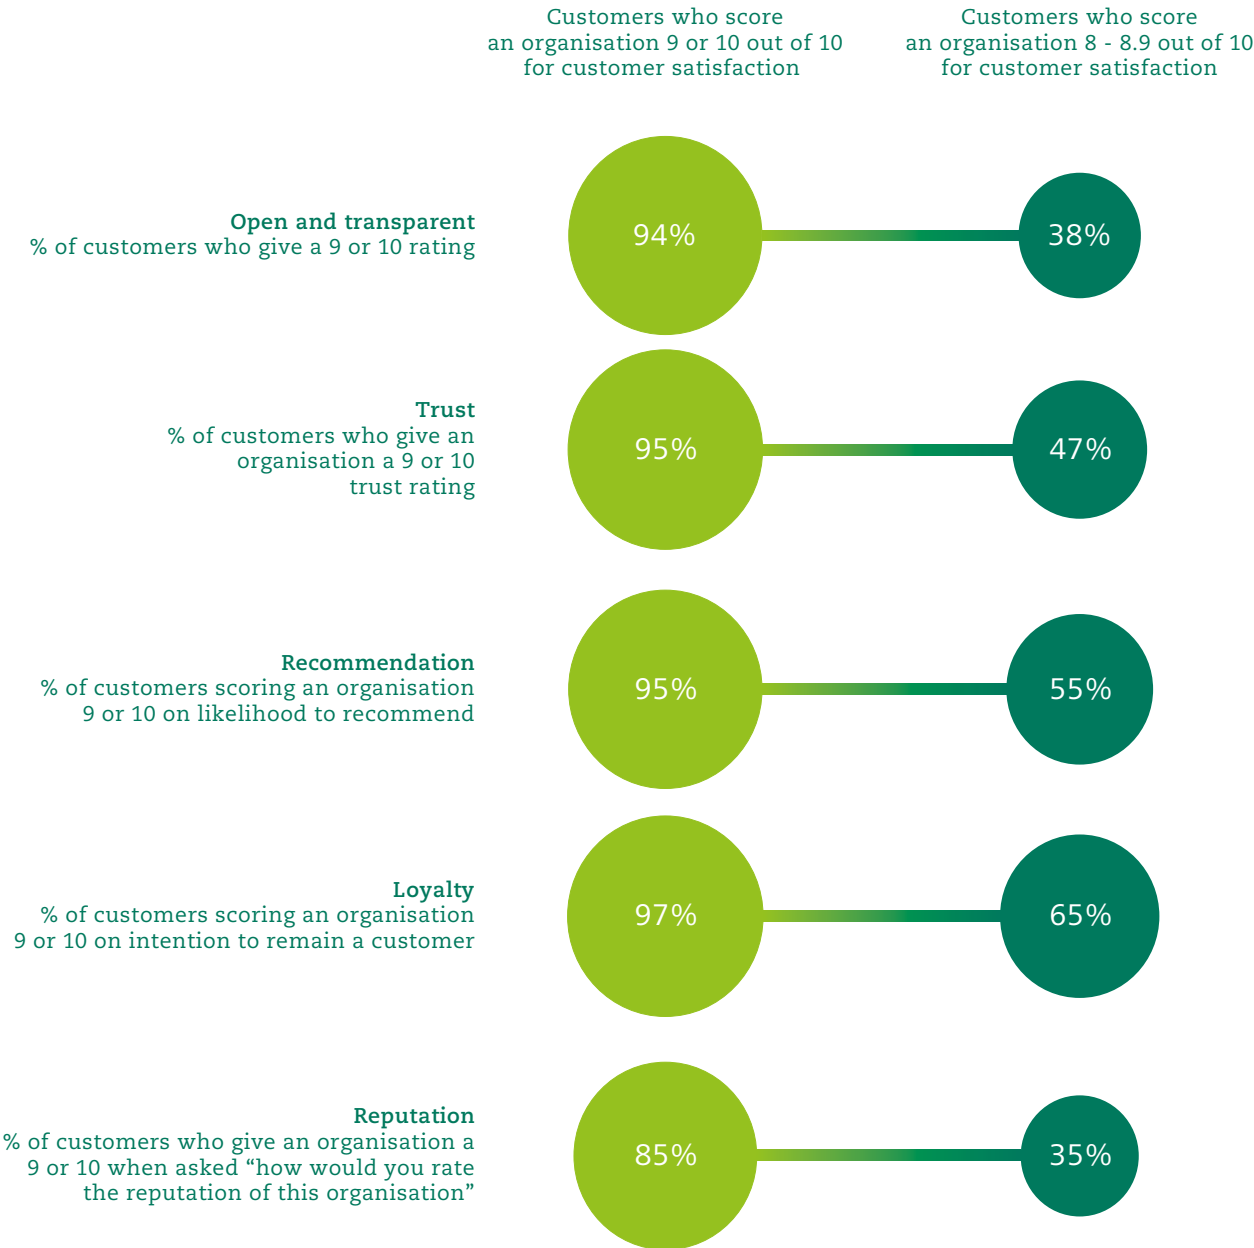 Customers who score
an organisation 9 or 10 out of 10
for customer satisfaction
Customers who score
an organisation 8 - 8.9 out of 10
for customer satisfaction
Open and transparent
% of customers who give a 9 or 10 rating
94%
38%
Trust
% of customers who give an
organisation a 9 or 10
trust rating
95%
47%
Recommendation
% of customers scoring an organisation
9 or 10 on likelihood to recommend
95%
55%
Loyalty
% of customers scoring an organisation
9 or 10 on intention to remain a customer
97%
65%
Reputation
% of customers who give an organisation a
9 or 10 when asked “how would you rate
the reputation of this organisation”
85%
35%